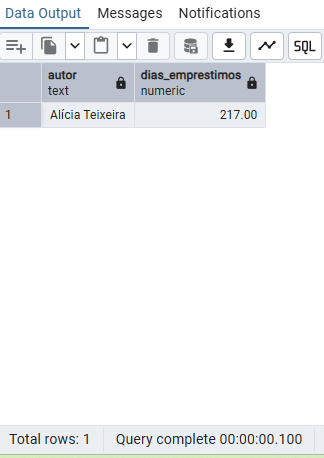 Data Output Messages Notifications
SQL
autor dias_emprestimos
text numeric
1 Alícia Teixeira 217.00
Total rows: 1 Query complete 00:00:00.100